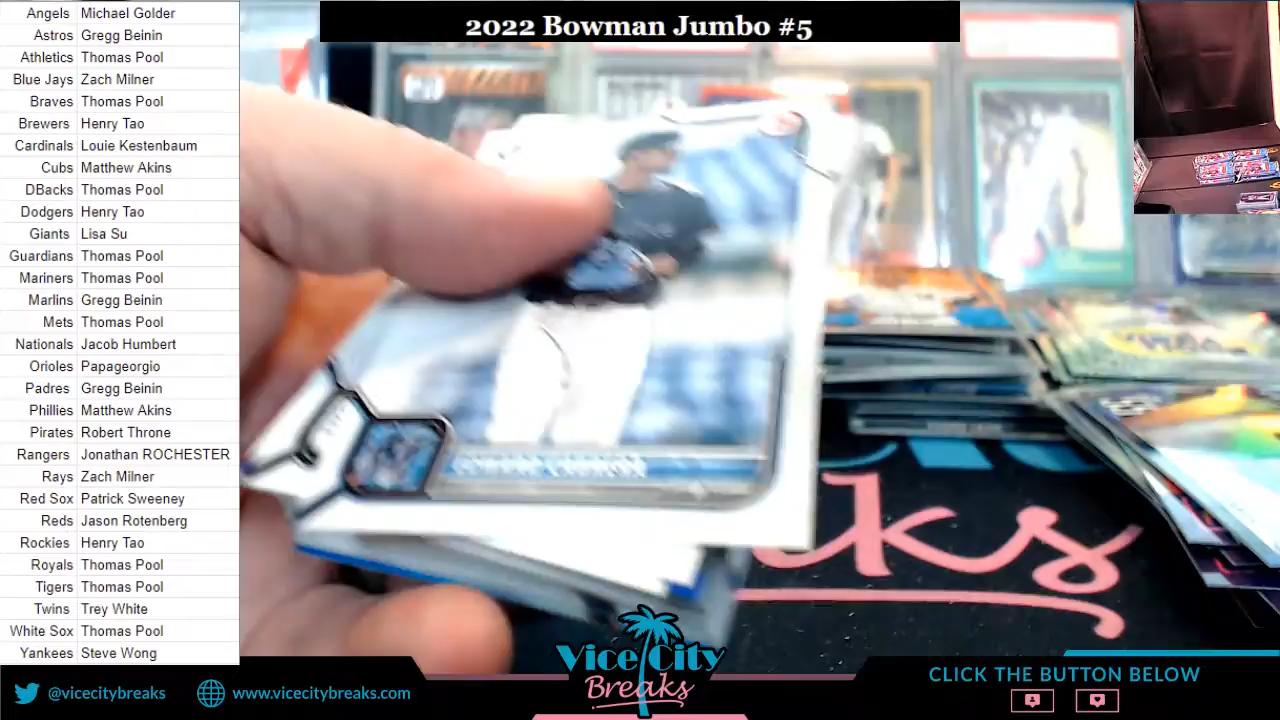 2022 Bowman Jumbo #5
Angels Michael Golder
Astros Gregg Beinin
Athletics Thomas Pool
Blue Jays Zach Milner
Braves Thomas Pool
Brewers Henry Tao
Cardinals Louie Kestenbaum
Cubs Matthew Akins
DBacks Thomas Pool
Dodgers Henry Tao
Giants Lisa Su
Guardians Thomas Pool
Mariners Thomas Pool
Marlins Gregg Beinin
Mets Thomas Pool
Nationals Jacob Humbert
Orioles Papageorgio
Padres Gregg Beinin
Phillies Matthew Akins
Pirates Robert Throne
Rangers Jonathan ROCHESTER
Rays Zach Milner
Red Sox Patrick Sweeney
Reds Jason Rotenberg
Rockies Henry Tao
Royals Thomas Pool
Tigers Thomas Pool
Twins Trey White
White Sox Thomas Pool
Yankees Steve Wong
@vicecitybreaks
www.vicecitybreaks.com
Vice City
Breaks
CLICK THE BUTTON BELOW